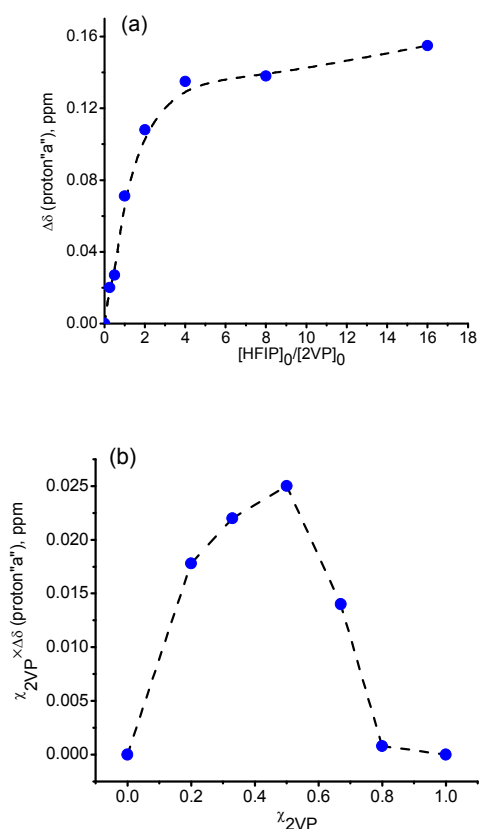 (a)
0.16
0.12
0.08
0.04
0.00
Δδ (proton"a"), ppm
0 2 4 6 8 10 12 14 16 18
[HFIP]₀/[2VP]₀
(b)
0.025
0.020
0.015
0.010
0.005
0.000
χ₂VP×Δδ (proton"a"), ppm
0.0 0.2 0.4 0.6 0.8 1.0
χ₂VP